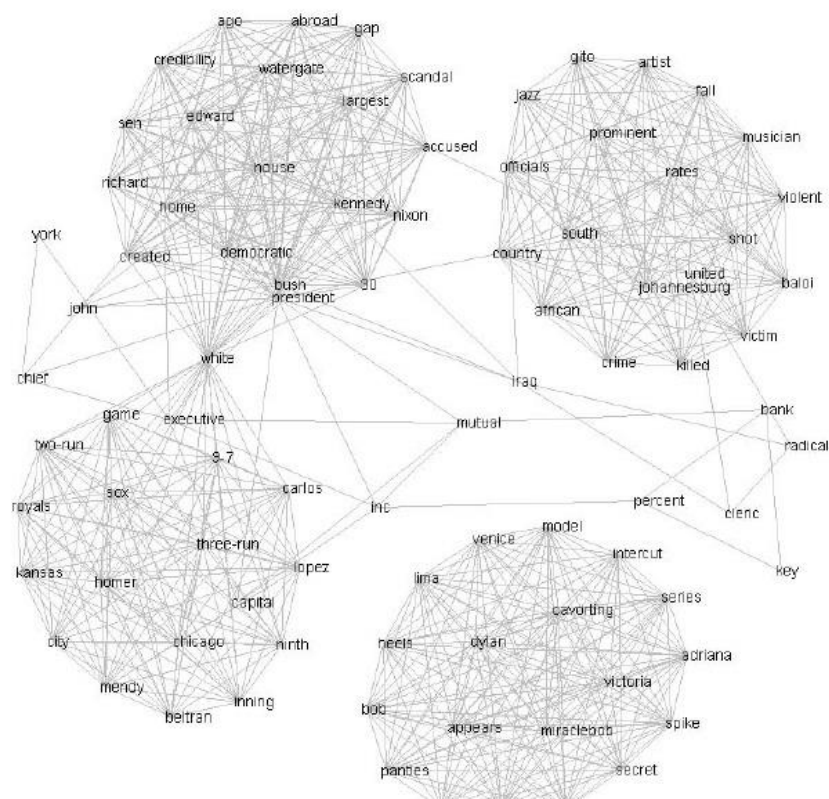 ago
abroad
gap
credibility
watergate
scandal
largest
sen
edward
accused
house
richard
home
kennedy
nixon
created
democratic
bush
president
30
gito
artist
fall
jazz
prominent
musician
officials
rates
violent
south
shot
country
united
johannesburg
baloi
african
victim
crime
killed
york
john
chief
white
iraq
executive
mutual
bank
radical
inc
percent
cleric
key
game
two-run
9-7
sox
carlos
royals
three-run
lopez
kansas
homer
capital
city
chicago
ninth
mendy
beltran
inning
model
venice
intercut
lima
cavorting
series
heels
dylan
adriana
victoria
bob
appears
miraclebob
spike
panties
secret